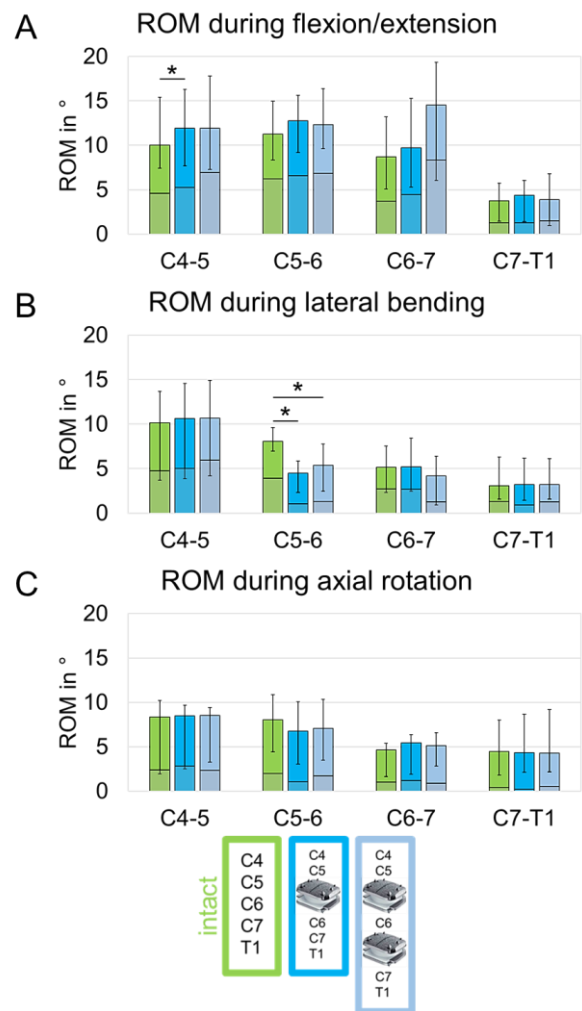 A
ROM during flexion/extension
20
15
10
5
0
ROM in °
*
C4-5 C5-6 C6-7 C7-T1
B
ROM during lateral bending
20
15
10
5
0
ROM in °
*
*
C4-5 C5-6 C6-7 C7-T1
C
ROM during axial rotation
20
15
10
5
0
ROM in °
C4-5 C5-6 C6-7 C7-T1
intact
C4
C5
C6
C7
T1
C4
C5
C6
C7
T1
C4
C5
C6
C7
T1